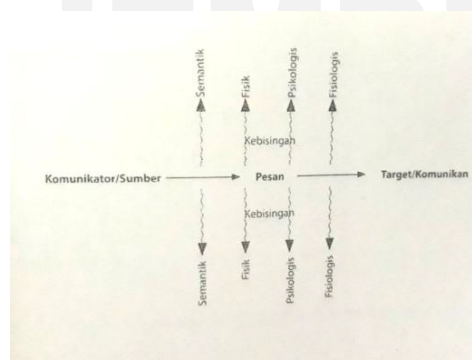 Semantik
Fisik
Psikologis
Fisiologis
Kebisingan
Komunikator/Sumber
Pesan
Target/Komunikan
Kebisingan
Semantik
Fisik
Psikologis
Fisiologis